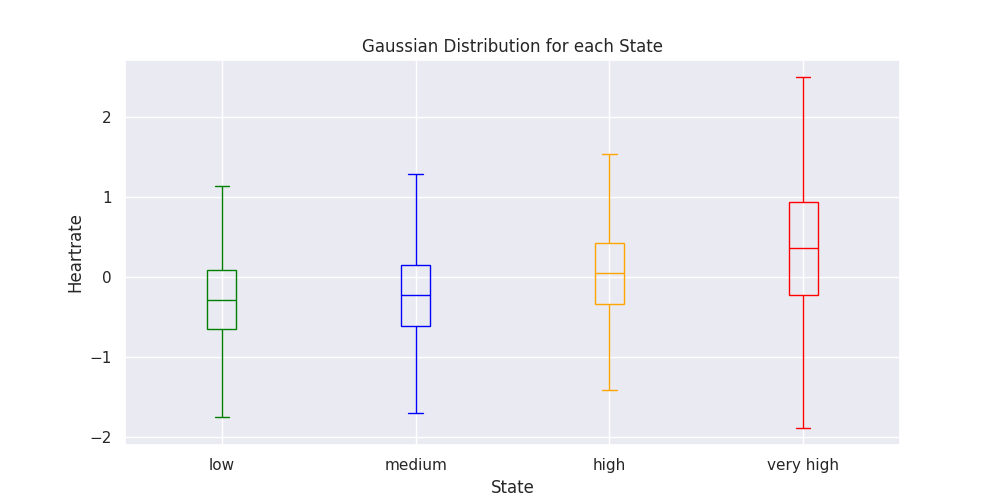 Gaussian Distribution for each State
Heartrate
2
1
0
−1
−2
low
medium
high
very high
State